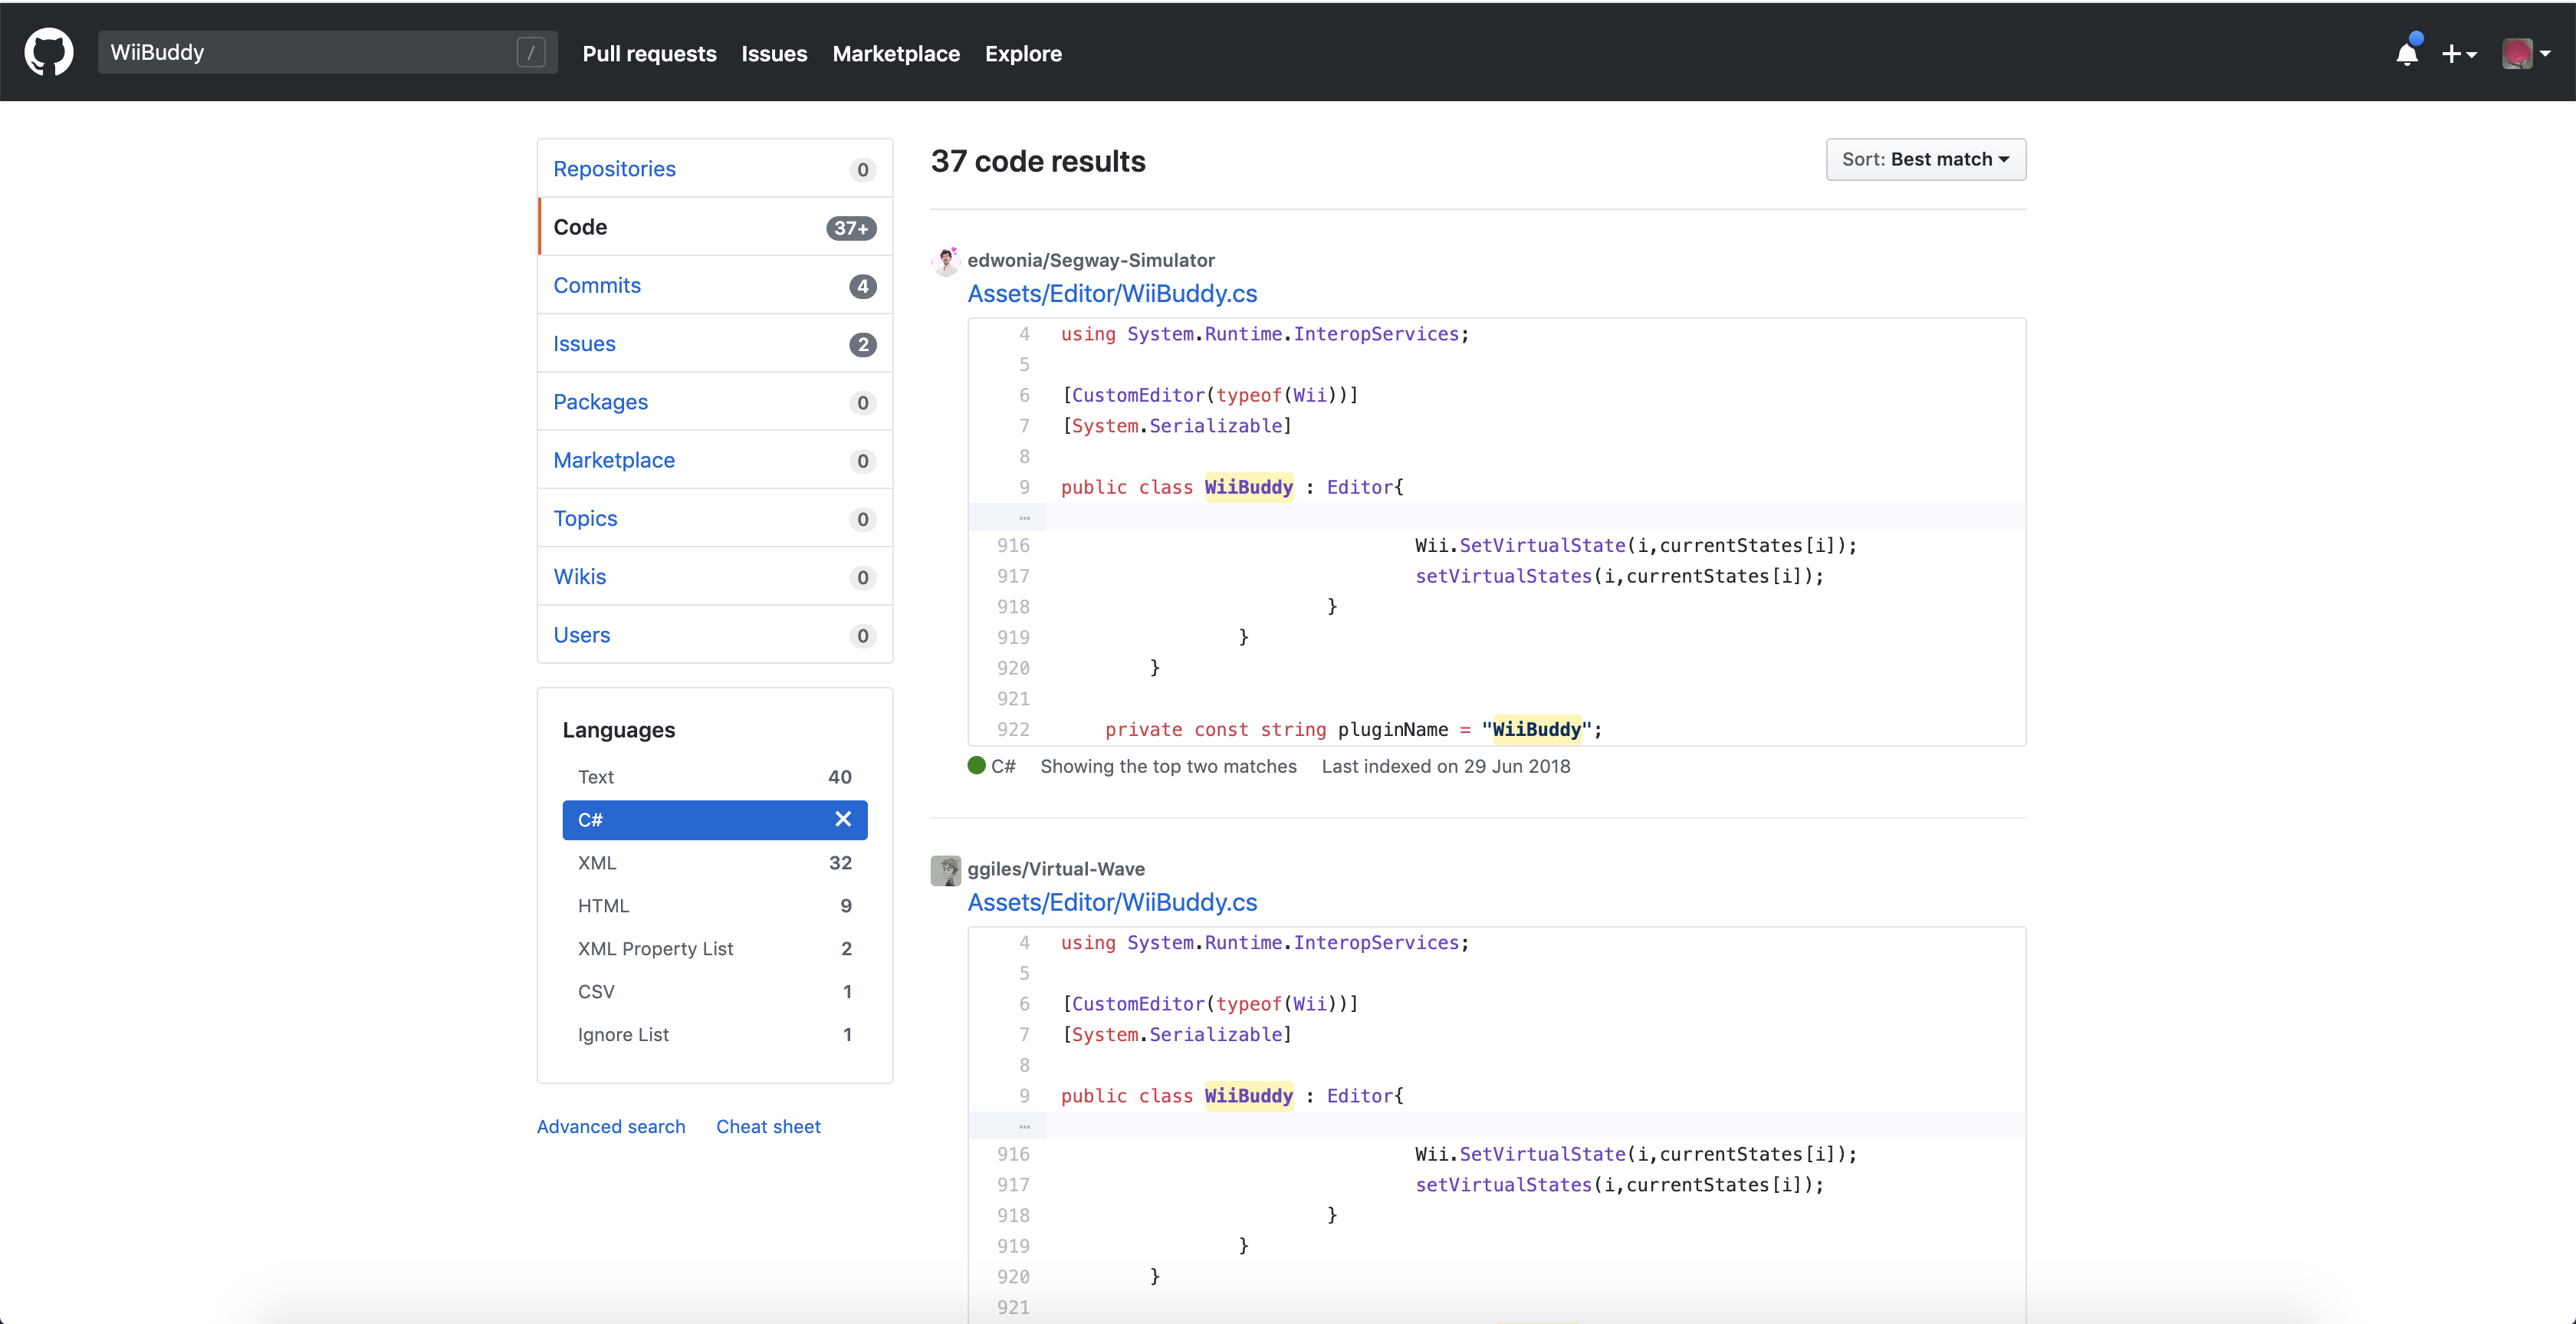 WiiBuddy /
Pull requests Issues Marketplace Explore
Repositories 0
Code 37+
Commits 4
Issues 2
Packages 0
Marketplace 0
Topics 0
Wikis 0
Users 0
Languages
Text 40
C#
XML 32
HTML 9
XML Property List 2
CSV 1
Ignore List 1
Advanced search Cheat sheet
37 code results
Sort: Best match
edwonia/Segway-Simulator
Assets/Editor/WiiBuddy.cs
4 using System.Runtime.InteropServices;
5
6 [CustomEditor(typeof(Wii))]
7 [System.Serializable]
8
9 public class WiiBuddy : Editor{
…
916 Wii.SetVirtualState(i,currentStates[i]);
917 setVirtualStates(i,currentStates[i]);
918 }
919 }
920 }
921
922 private const string pluginName = "WiiBuddy";
C# Showing the top two matches Last indexed on 29 Jun 2018
ggiles/Virtual-Wave
Assets/Editor/WiiBuddy.cs
4 using System.Runtime.InteropServices;
5
6 [CustomEditor(typeof(Wii))]
7 [System.Serializable]
8
9 public class WiiBuddy : Editor{
…
916 Wii.SetVirtualState(i,currentStates[i]);
917 setVirtualStates(i,currentStates[i]);
918 }
919 }
920 }
921